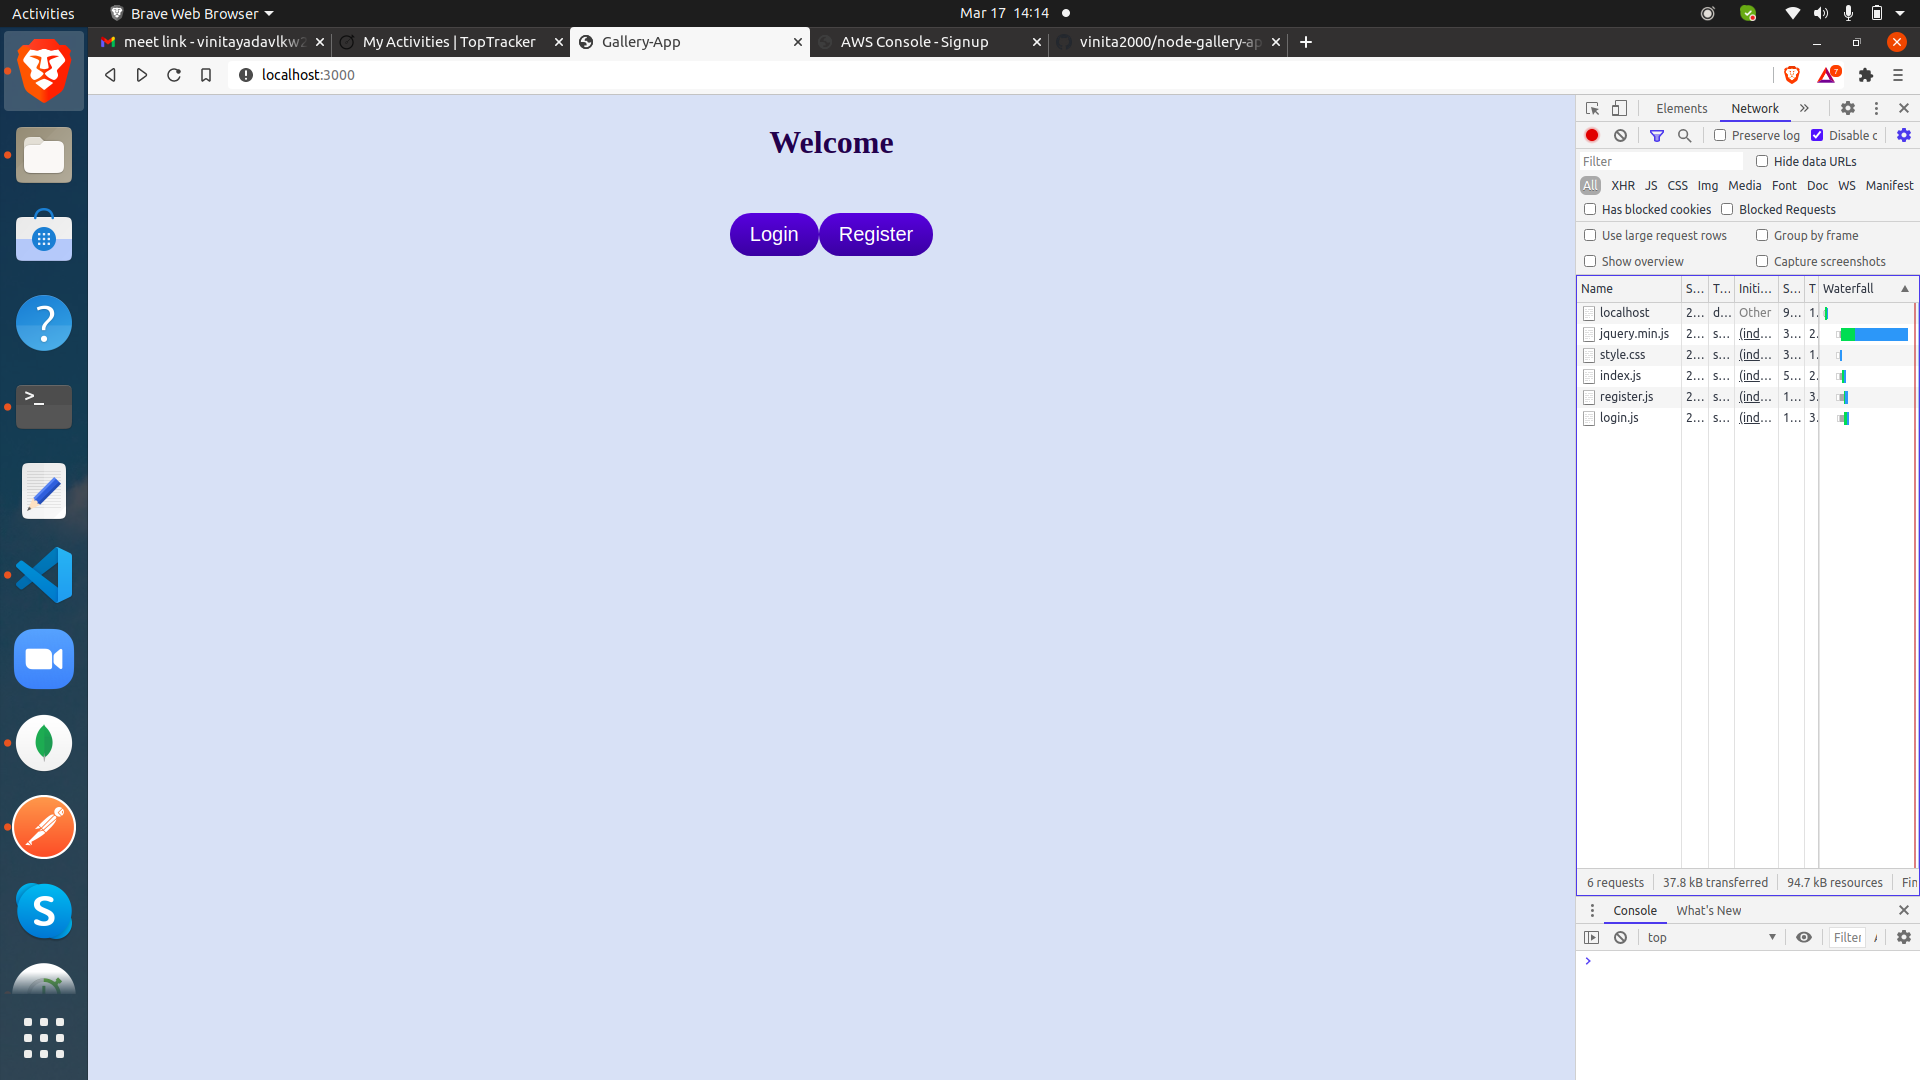 Activities
Brave Web Browser
Mar 17 14:14
meet link - vinitayadavlkw2
My Activities | TopTracker
Gallery-App
AWS Console - Signup
vinita2000/node-gallery-ap
localhost:3000
7
Welcome
Login
Register
Elements
Network
Preserve log
Disable c
Filter
Hide data URLs
All XHR JS CSS Img Media Font Doc WS Manifest
Has blocked cookies
Blocked Requests
Use large request rows
Group by frame
Show overview
Capture screenshots
Name S... T... Initi... S... T Waterfall
localhost 2... d... Other 9... 1.
jquery.min.js 2... s... (ind... 3... 2.
style.css 2... s... (ind... 3... 1.
index.js 2... s... (ind... 5... 2.
register.js 2... s... (ind... 1... 3.
login.js 2... s... (ind... 1... 3.
6 requests
37.8 kB transferred
94.7 kB resources
Fin
Console
What's New
top
Filter